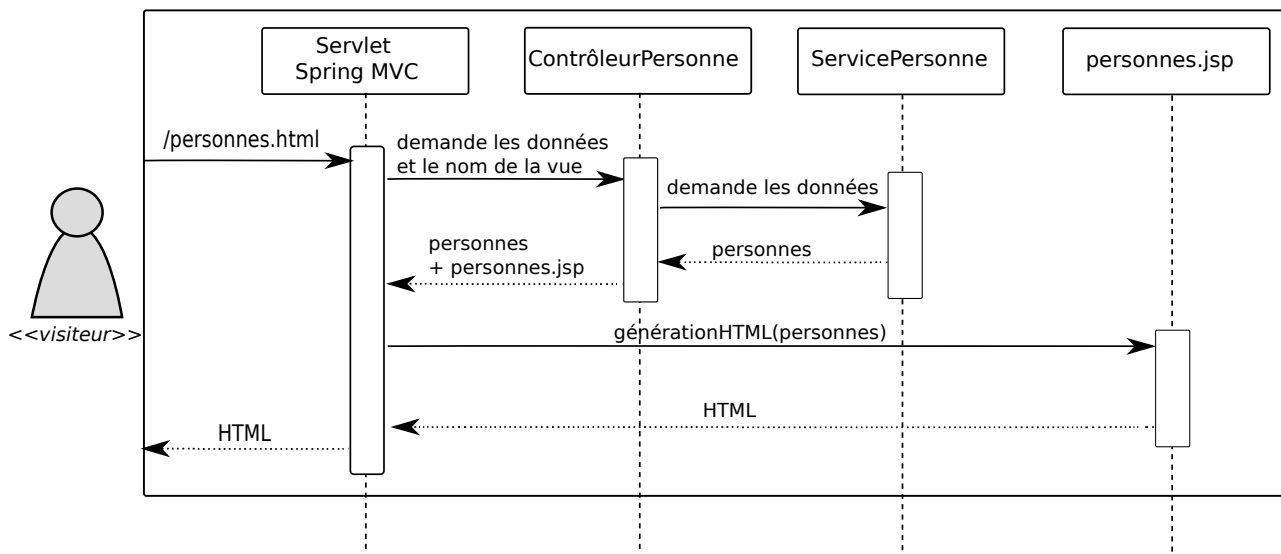 Servlet
Spring MVC
ContrôleurPersonne
ServicePersonne
personnes.jsp
/personnes.html
demande les données
et le nom de la vue
demande les données
personnes
personnes
+ personnes.jsp
<<visiteur>>
générationHTML(personnes)
HTML
HTML